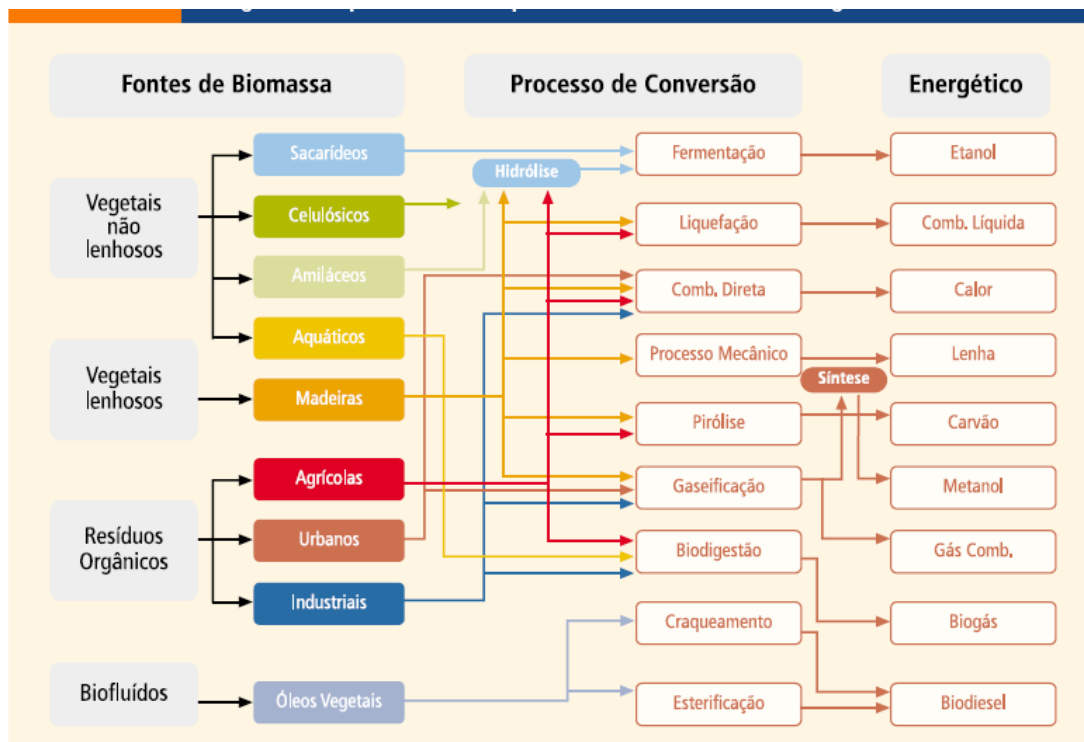 Fontes de Biomassa
Processo de Conversão
Energético
Vegetais
não
lenhosos
Vegetais
lenhosos
Resíduos
Orgânicos
Biofluídos
Sacarídeos
Celulósicos
Amiláceos
Aquáticos
Madeiras
Agrícolas
Urbanos
Industriais
Óleos Vegetais
Hidrólise
Fermentação
Liquefação
Comb. Direta
Processo Mecânico
Pirólise
Gaseificação
Biodigestão
Craqueamento
Esterificação
Síntese
Etanol
Comb. Líquida
Calor
Lenha
Carvão
Metanol
Gás Comb.
Biogás
Biodiesel